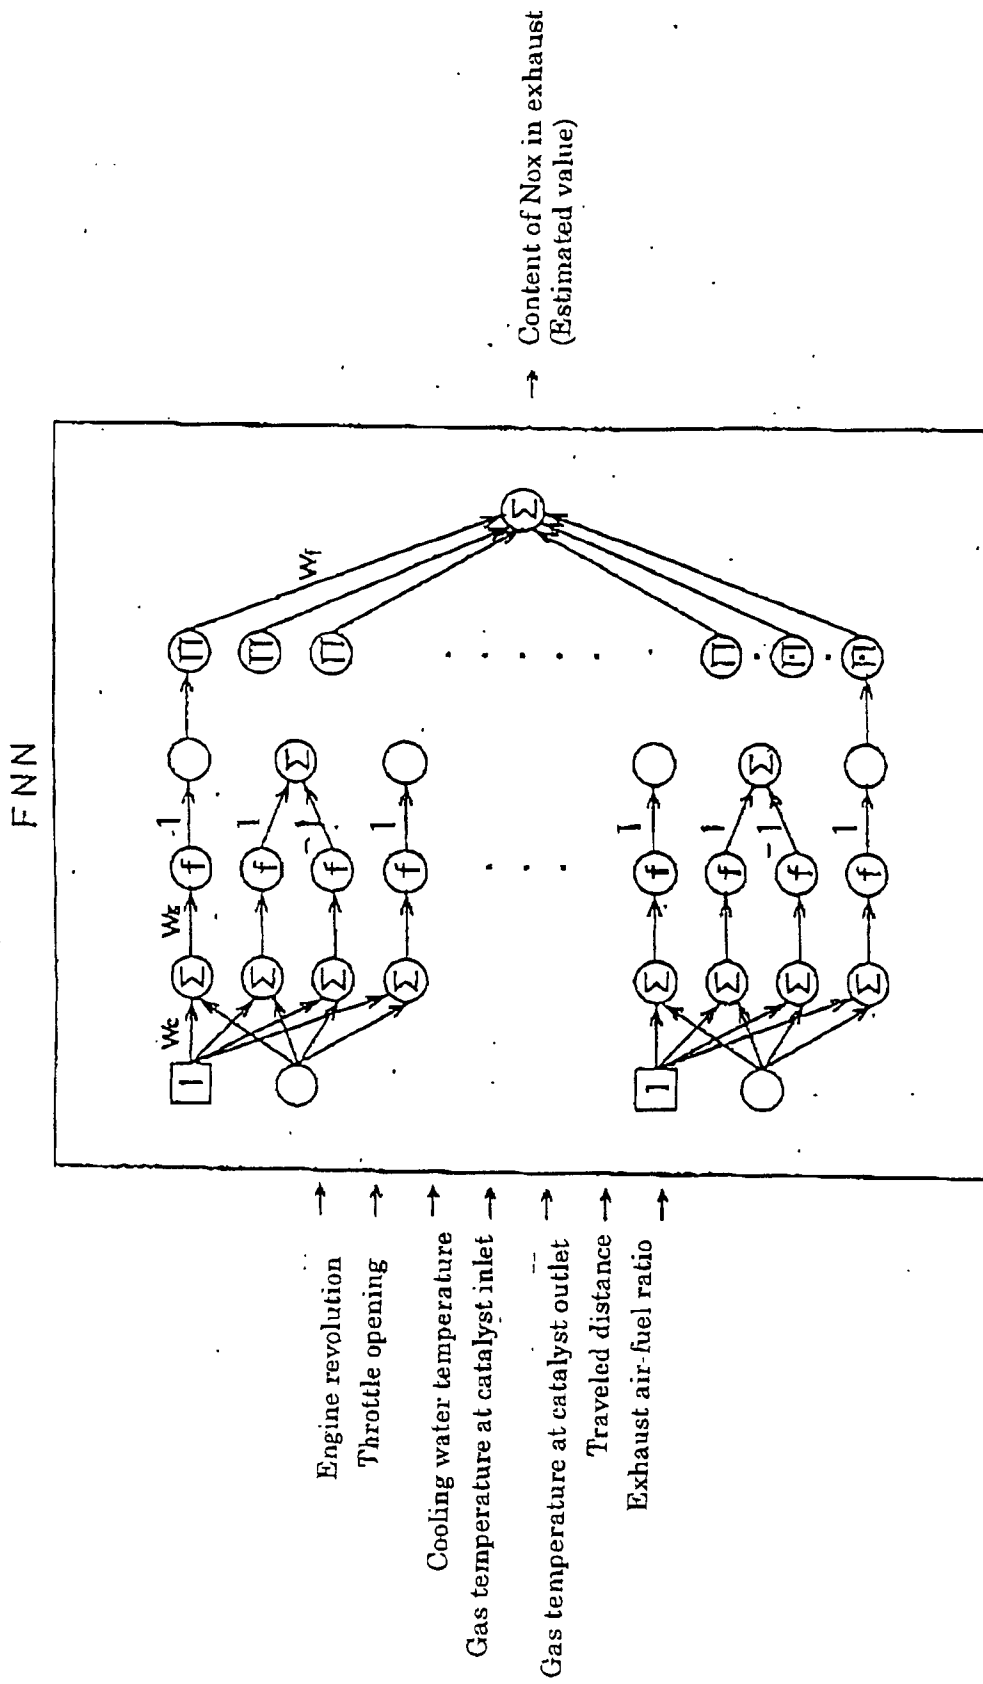 FNN
Engine revolution
Throttle opening
Cooling water temperature
Gas temperature at catalyst inlet
Gas temperature at catalyst outlet
Traveled distance
Exhaust air-fuel ratio
1
Wc
Σ
Wg
f
1
Π
Wf
Σ
f
1
Σ
Π
Σ
f
-1
Π
Σ
f
1
Σ
1
Σ
f
1
Σ
f
1
Σ
Π
Σ
f
-1
Π
Σ
f
1
Π
Content of Nox in exhaust
(Estimated value)